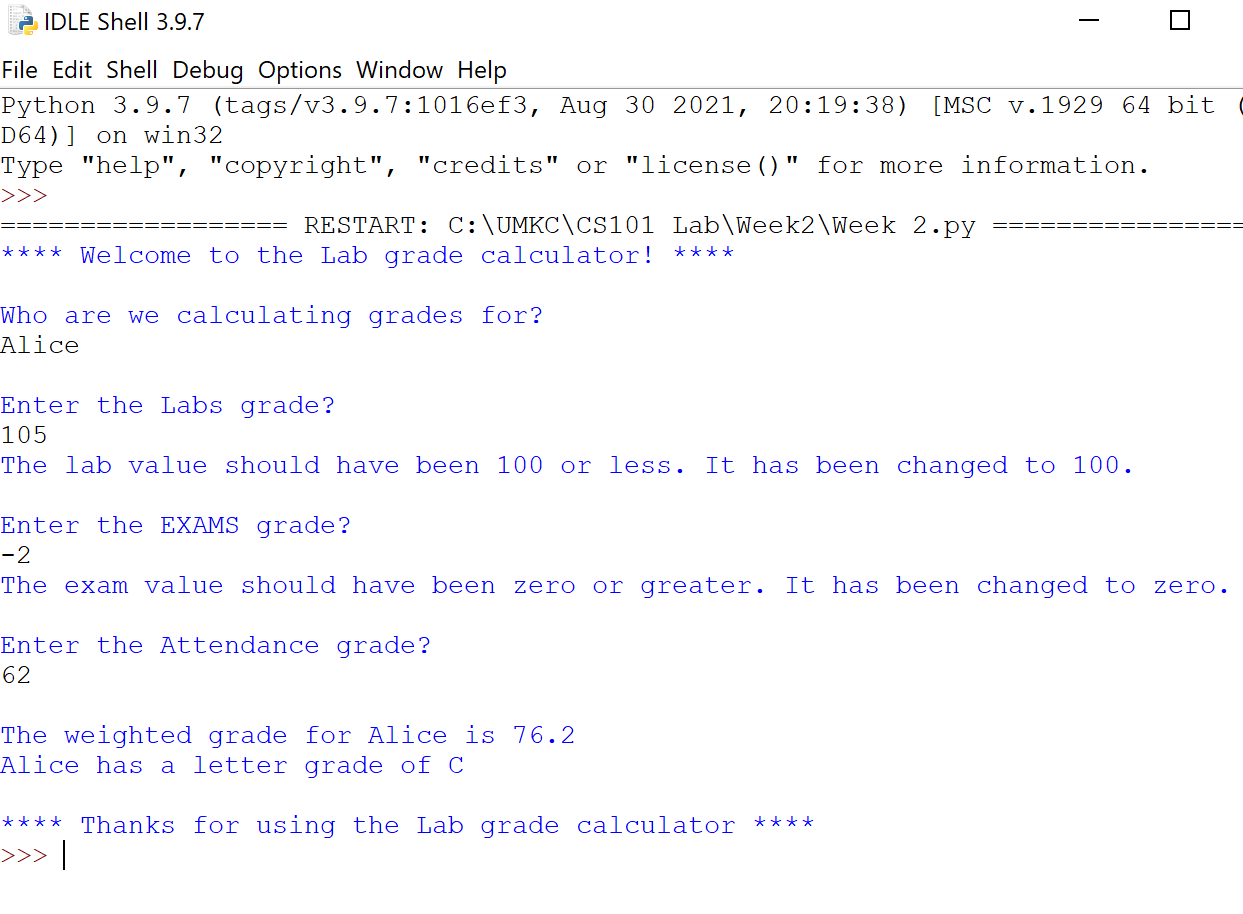 IDLE Shell 3.9.7
File Edit Shell Debug Options Window Help
Python 3.9.7 (tags/v3.9.7:1016ef3, Aug 30 2021, 20:19:38) [MSC v.1929 64 bit (
D64)] on win32
Type "help", "copyright", "credits" or "license()" for more information.
>>>
================== RESTART: C:\UMKC\CS101 Lab\Week2\Week 2.py ================
**** Welcome to the Lab grade calculator! ****
Who are we calculating grades for?
Alice
Enter the Labs grade?
105
The lab value should have been 100 or less. It has been changed to 100.
Enter the EXAMS grade?
-2
The exam value should have been zero or greater. It has been changed to zero.
Enter the Attendance grade?
62
The weighted grade for Alice is 76.2
Alice has a letter grade of C
**** Thanks for using the Lab grade calculator ****
>>>